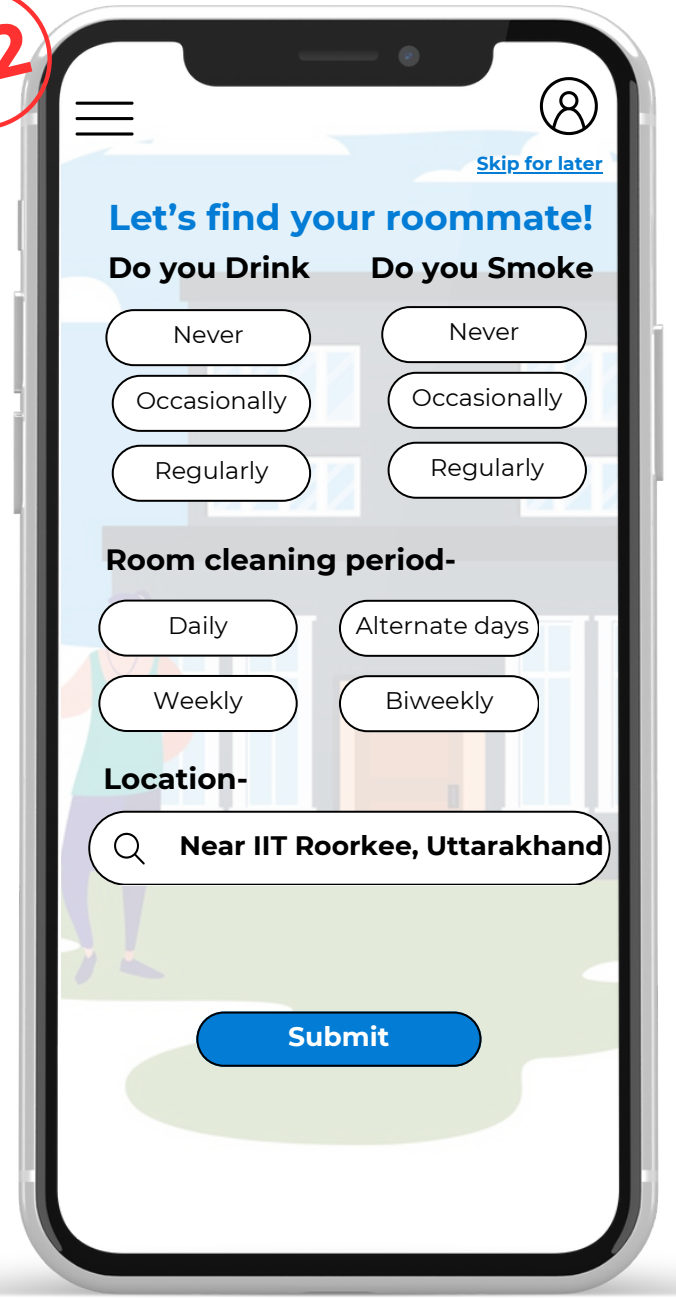 2
Skip for later
Let's find your roommate!
Do you Drink Do you Smoke
Never Never
Occasionally Occasionally
Regularly Regularly
Room cleaning period-
Daily Alternate days
Weekly Biweekly
Location-
Near IIT Roorkee, Uttarakhand
Submit